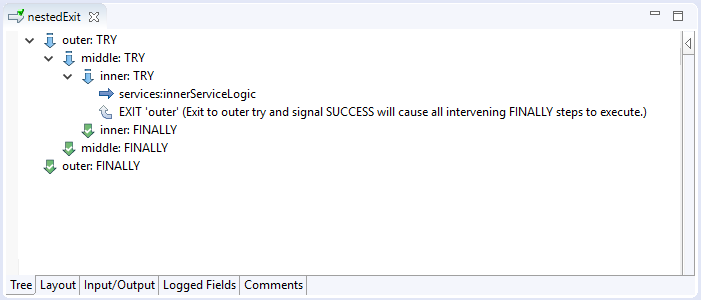 nestedExit
outer: TRY
middle: TRY
inner: TRY
services:innerServiceLogic
EXIT 'outer' (Exit to outer try and signal SUCCESS will cause all intervening FINALLY steps to execute.)
inner: FINALLY
middle: FINALLY
outer: FINALLY
Tree Layout Input/Output Logged Fields Comments